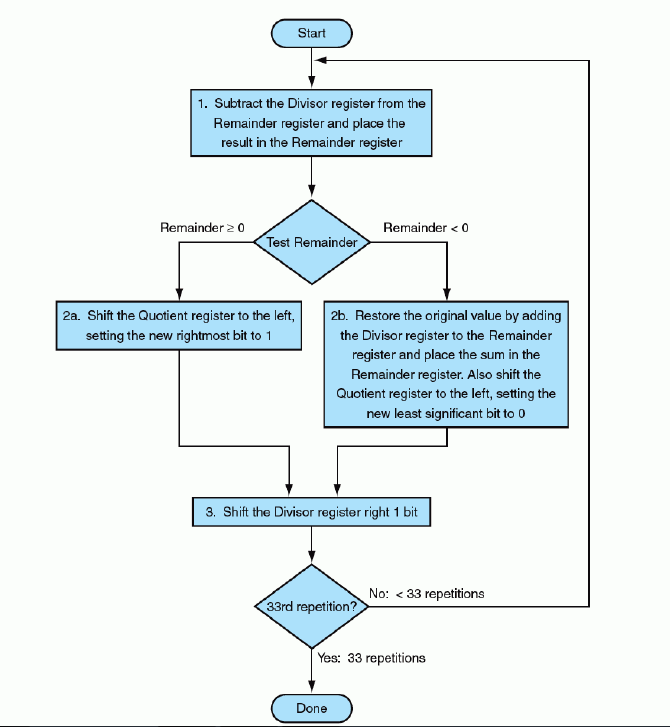 Start
1. Subtract the Divisor register from the
Remainder register and place the
result in the Remainder register
Remainder ≥ 0
Test Remainder
Remainder < 0
2a. Shift the Quotient register to the left,
setting the new rightmost bit to 1
2b. Restore the original value by adding
the Divisor register to the Remainder
register and place the sum in the
Remainder register. Also shift the
Quotient register to the left, setting the
new least significant bit to 0
3. Shift the Divisor register right 1 bit
33rd repetition?
No: < 33 repetitions
Yes: 33 repetitions
Done